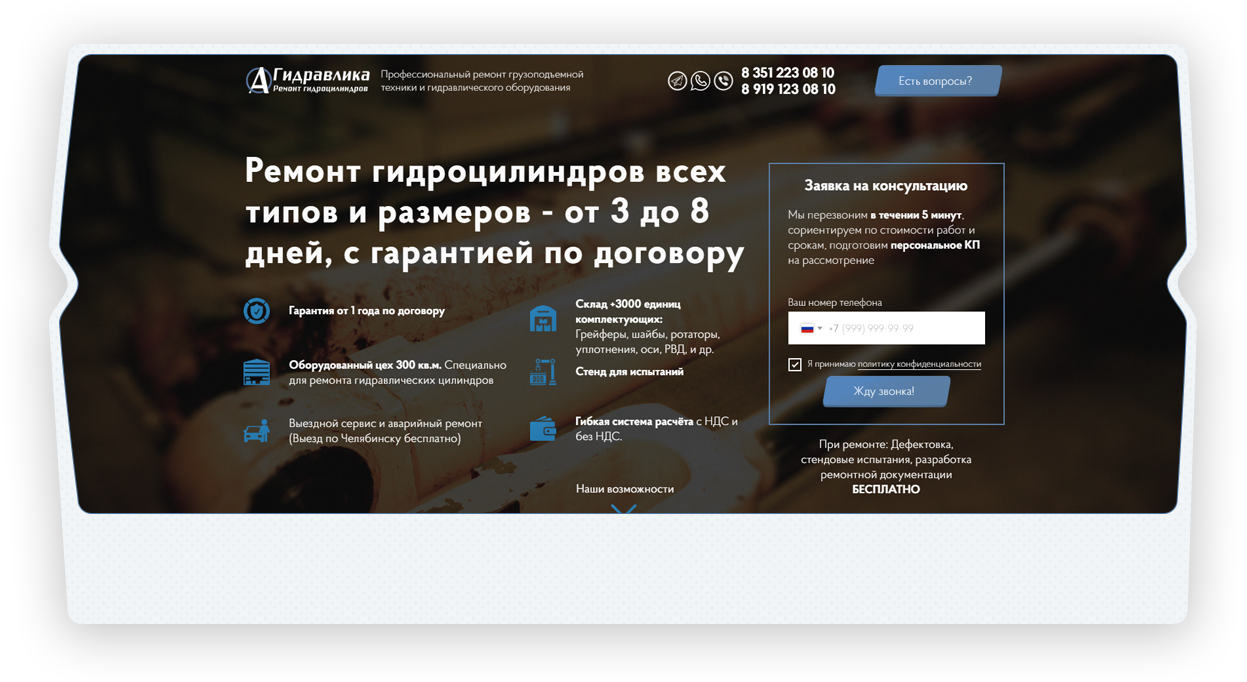 А Гидравлика
Ремонт гидроцилиндров
Профессиональный ремонт грузоподъемной
техники и гидравлического оборудования
8 351 223 08 10
8 919 123 08 10
Есть вопросы?
Ремонт гидроцилиндров всех
типов и размеров - от 3 до 8
дней, с гарантией по договору
Гарантия от 1 года по договору
Оборудованный цех 300 кв.м. Специально
для ремонта гидравлических цилиндров
Выездной сервис и аварийный ремонт
(Выезд по Челябинску бесплатно)
Склад +3000 единиц
комплектующих:
Грейферы, шайбы, ротаторы,
уплотнения, оси, РВД, и др.
Стенд для испытаний
Гибкая система расчёта с НДС и
без НДС.
Наши возможности
Заявка на консультацию
Мы перезвоним в течении 5 минут,
сориентируем по стоимости работ и
срокам, подготовим персональное КП
на рассмотрение
Ваш номер телефона
+7 (999) 999-99-99
Я принимаю политику конфиденциальности
Жду звонка!
При ремонте: Дефектовка,
стендовые испытания, разработка
ремонтной документации
БЕСПЛАТНО